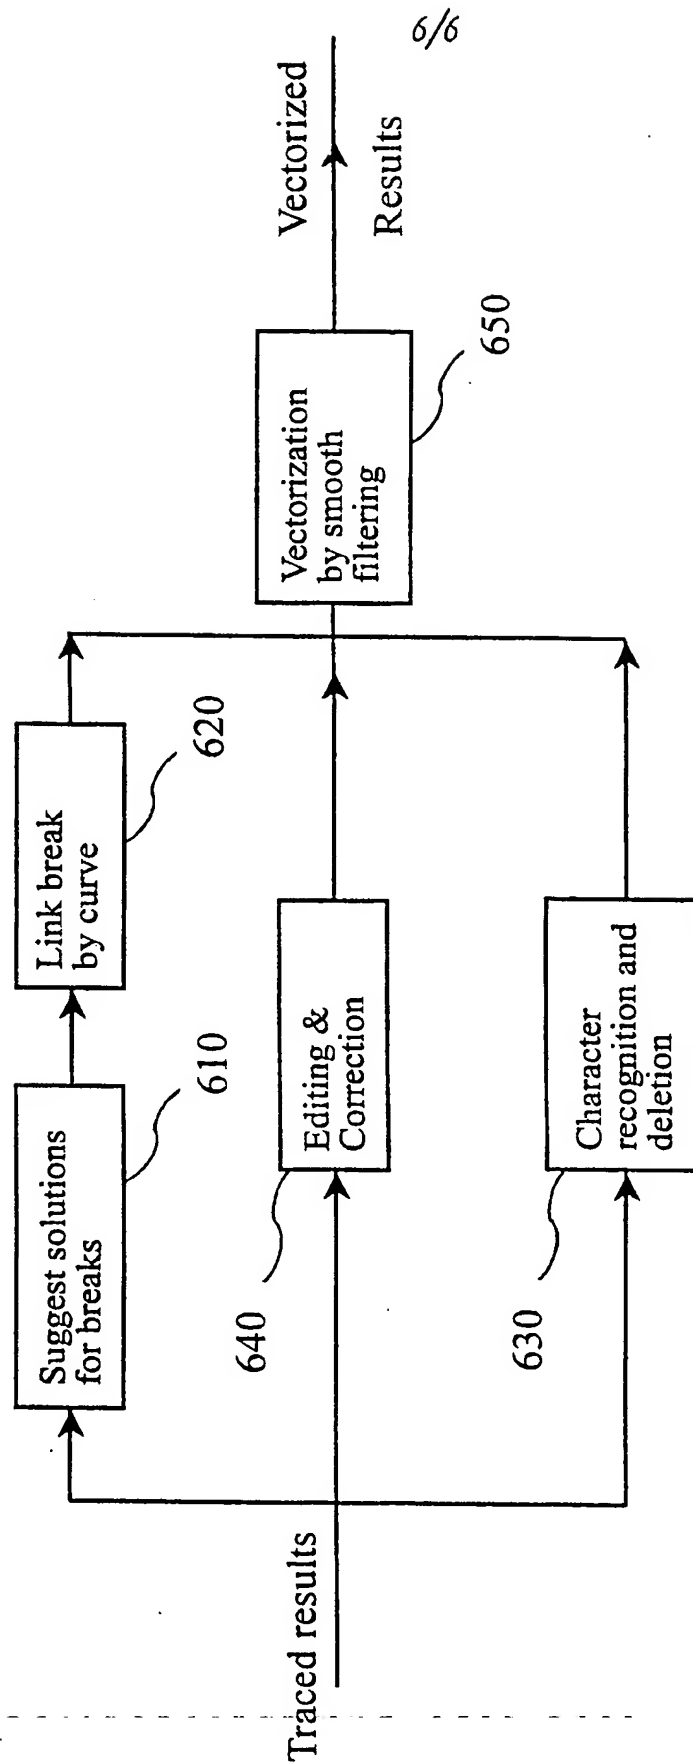 6/6
Traced results
Suggest solutions
for breaks
610
Link break
by curve
620
640
Editing &
Correction
630
Character
recognition and
deletion
Vectorization
by smooth
filtering
650
Vectorized
Results